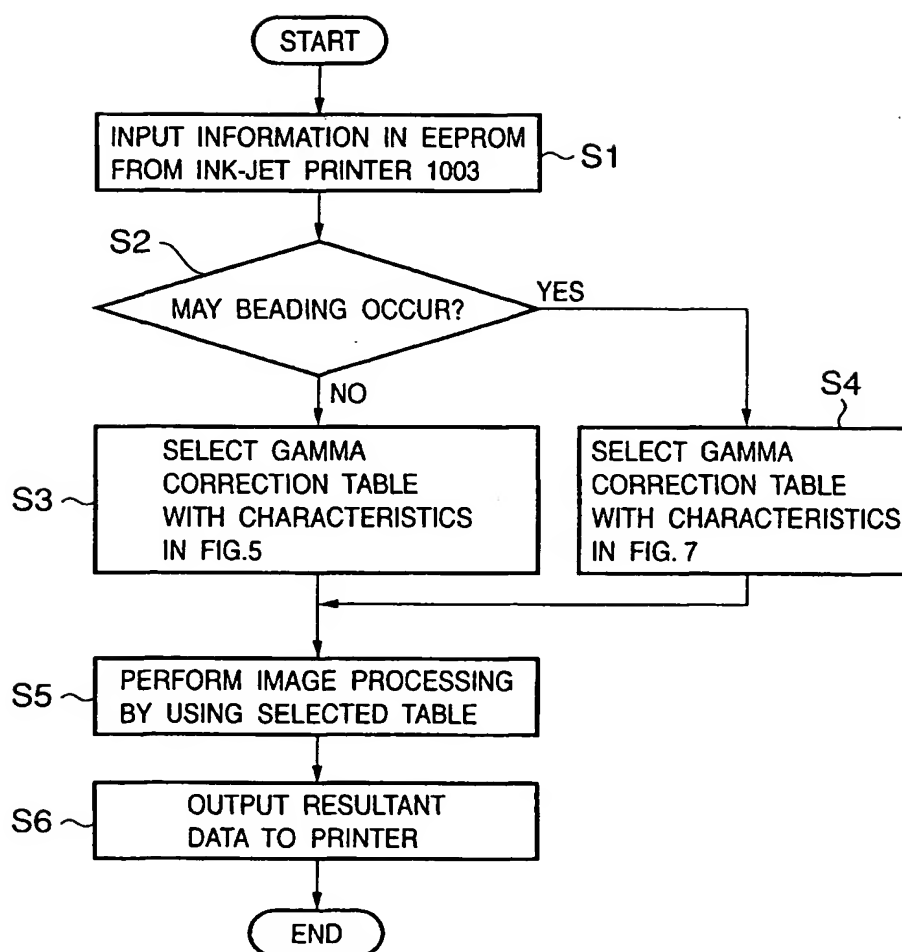 START
INPUT INFORMATION IN EEPROM
FROM INK-JET PRINTER 1003
S1
S2
MAY BEADING OCCUR?
YES
NO
S4
S3
SELECT GAMMA
CORRECTION TABLE
WITH CHARACTERISTICS
IN FIG.5
SELECT GAMMA
CORRECTION TABLE
WITH CHARACTERISTICS
IN FIG. 7
S5
PERFORM IMAGE PROCESSING
BY USING SELECTED TABLE
S6
OUTPUT RESULTANT
DATA TO PRINTER
END